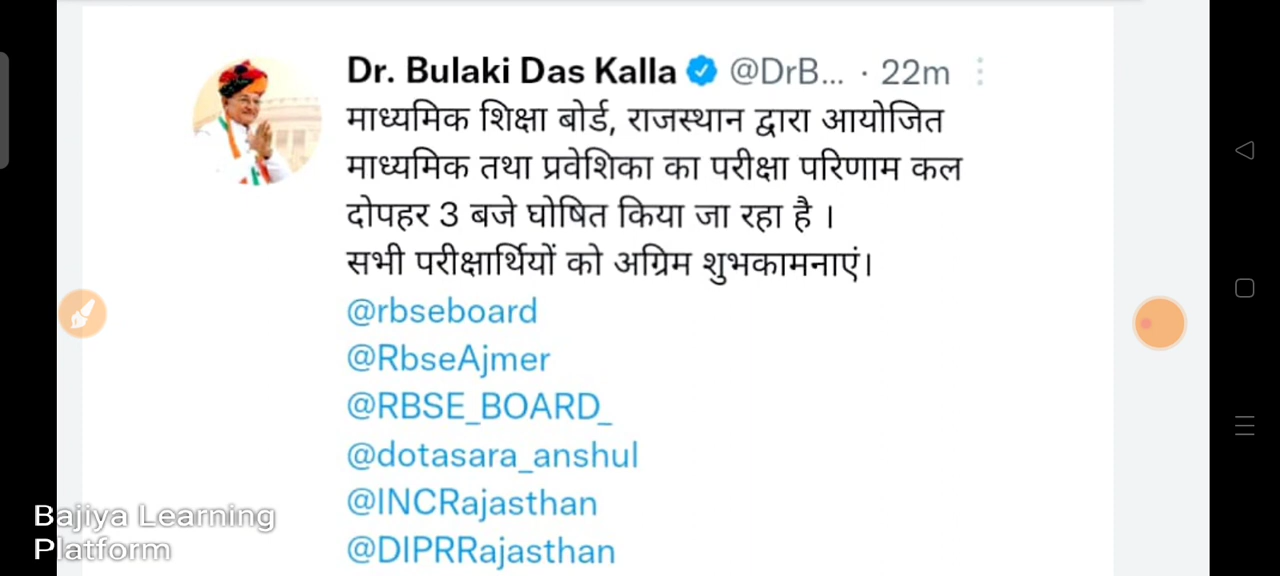 Dr. Bulaki Das Kalla @DrB... · 22m
माध्यमिक शिक्षा बोर्ड, राजस्थान द्वारा आयोजित
माध्यमिक तथा प्रवेशिका का परीक्षा परिणाम कल
दोपहर 3 बजे घोषित किया जा रहा है ।
सभी परीक्षार्थियों को अग्रिम शुभकामनाएं।
@rbseboard
@RbseAjmer
@RBSE_BOARD_
@dotasara_anshul
@INCRajasthan
@DIPRRajasthan
Bajiya Learning
Platform